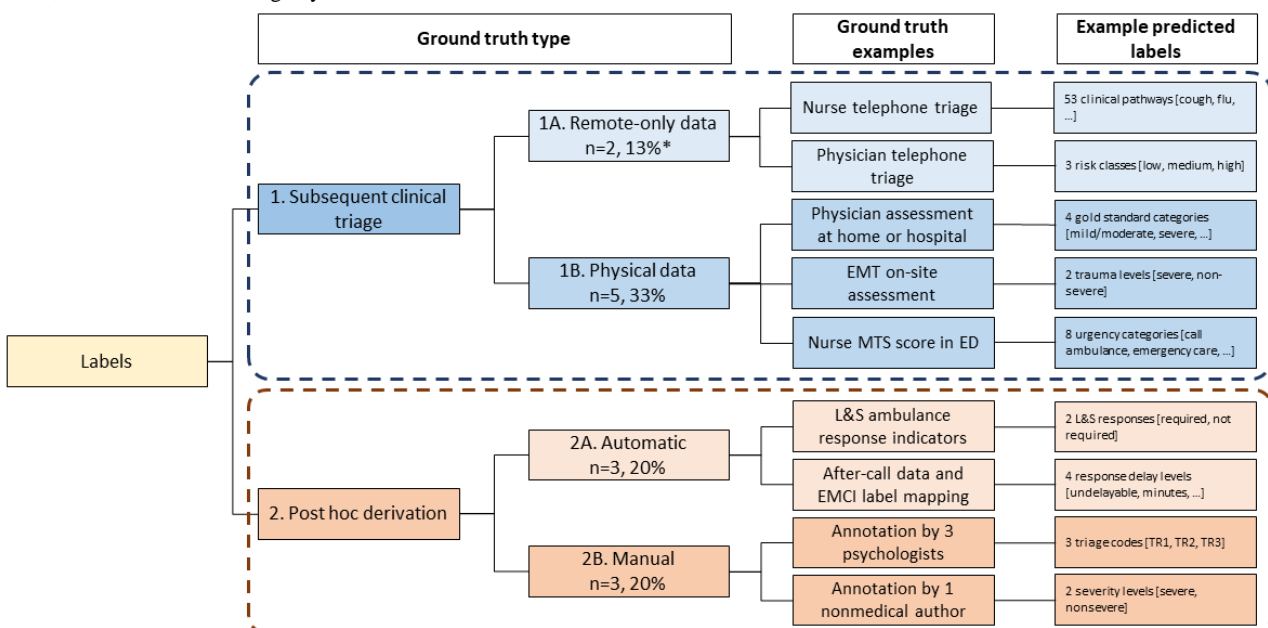 Ground truth type
Ground truth
examples
Example predicted
labels
Labels
1. Subsequent clinical
triage
1A. Remote-only data
n=2, 13%*
Nurse telephone triage
53 clinical pathways [cough, flu,
...]
Physician telephone
triage
3 risk classes [low, medium, high]
1B. Physical data
n=5, 33%
Physician assessment
at home or hospital
4 gold standard categories
[mild/moderate, severe, ...]
EMT on-site
assessment
2 trauma levels [severe, non-
severe]
Nurse MTS score in ED
8 urgency categories [call
ambulance, emergency care, ...]
2. Post hoc derivation
2A. Automatic
n=3, 20%
L&S ambulance
response indicators
2 L&S responses [required, not
required]
After-call data and
EMCI label mapping
4 response delay levels
[undelayable, minutes, ...]
2B. Manual
n=3, 20%
Annotation by 3
psychologists
3 triage codes [TR1, TR2, TR3]
Annotation by 1
nonmedical author
2 severity levels [severe,
nonsevere]